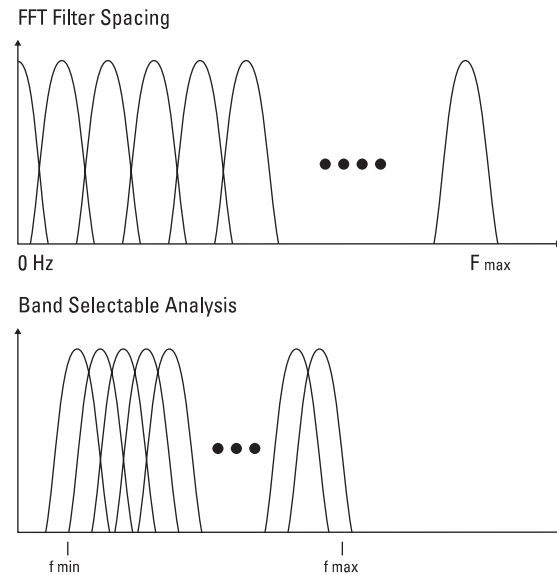 FFT Filter Spacing
0 Hz
F max
Band Selectable Analysis
f min
f max